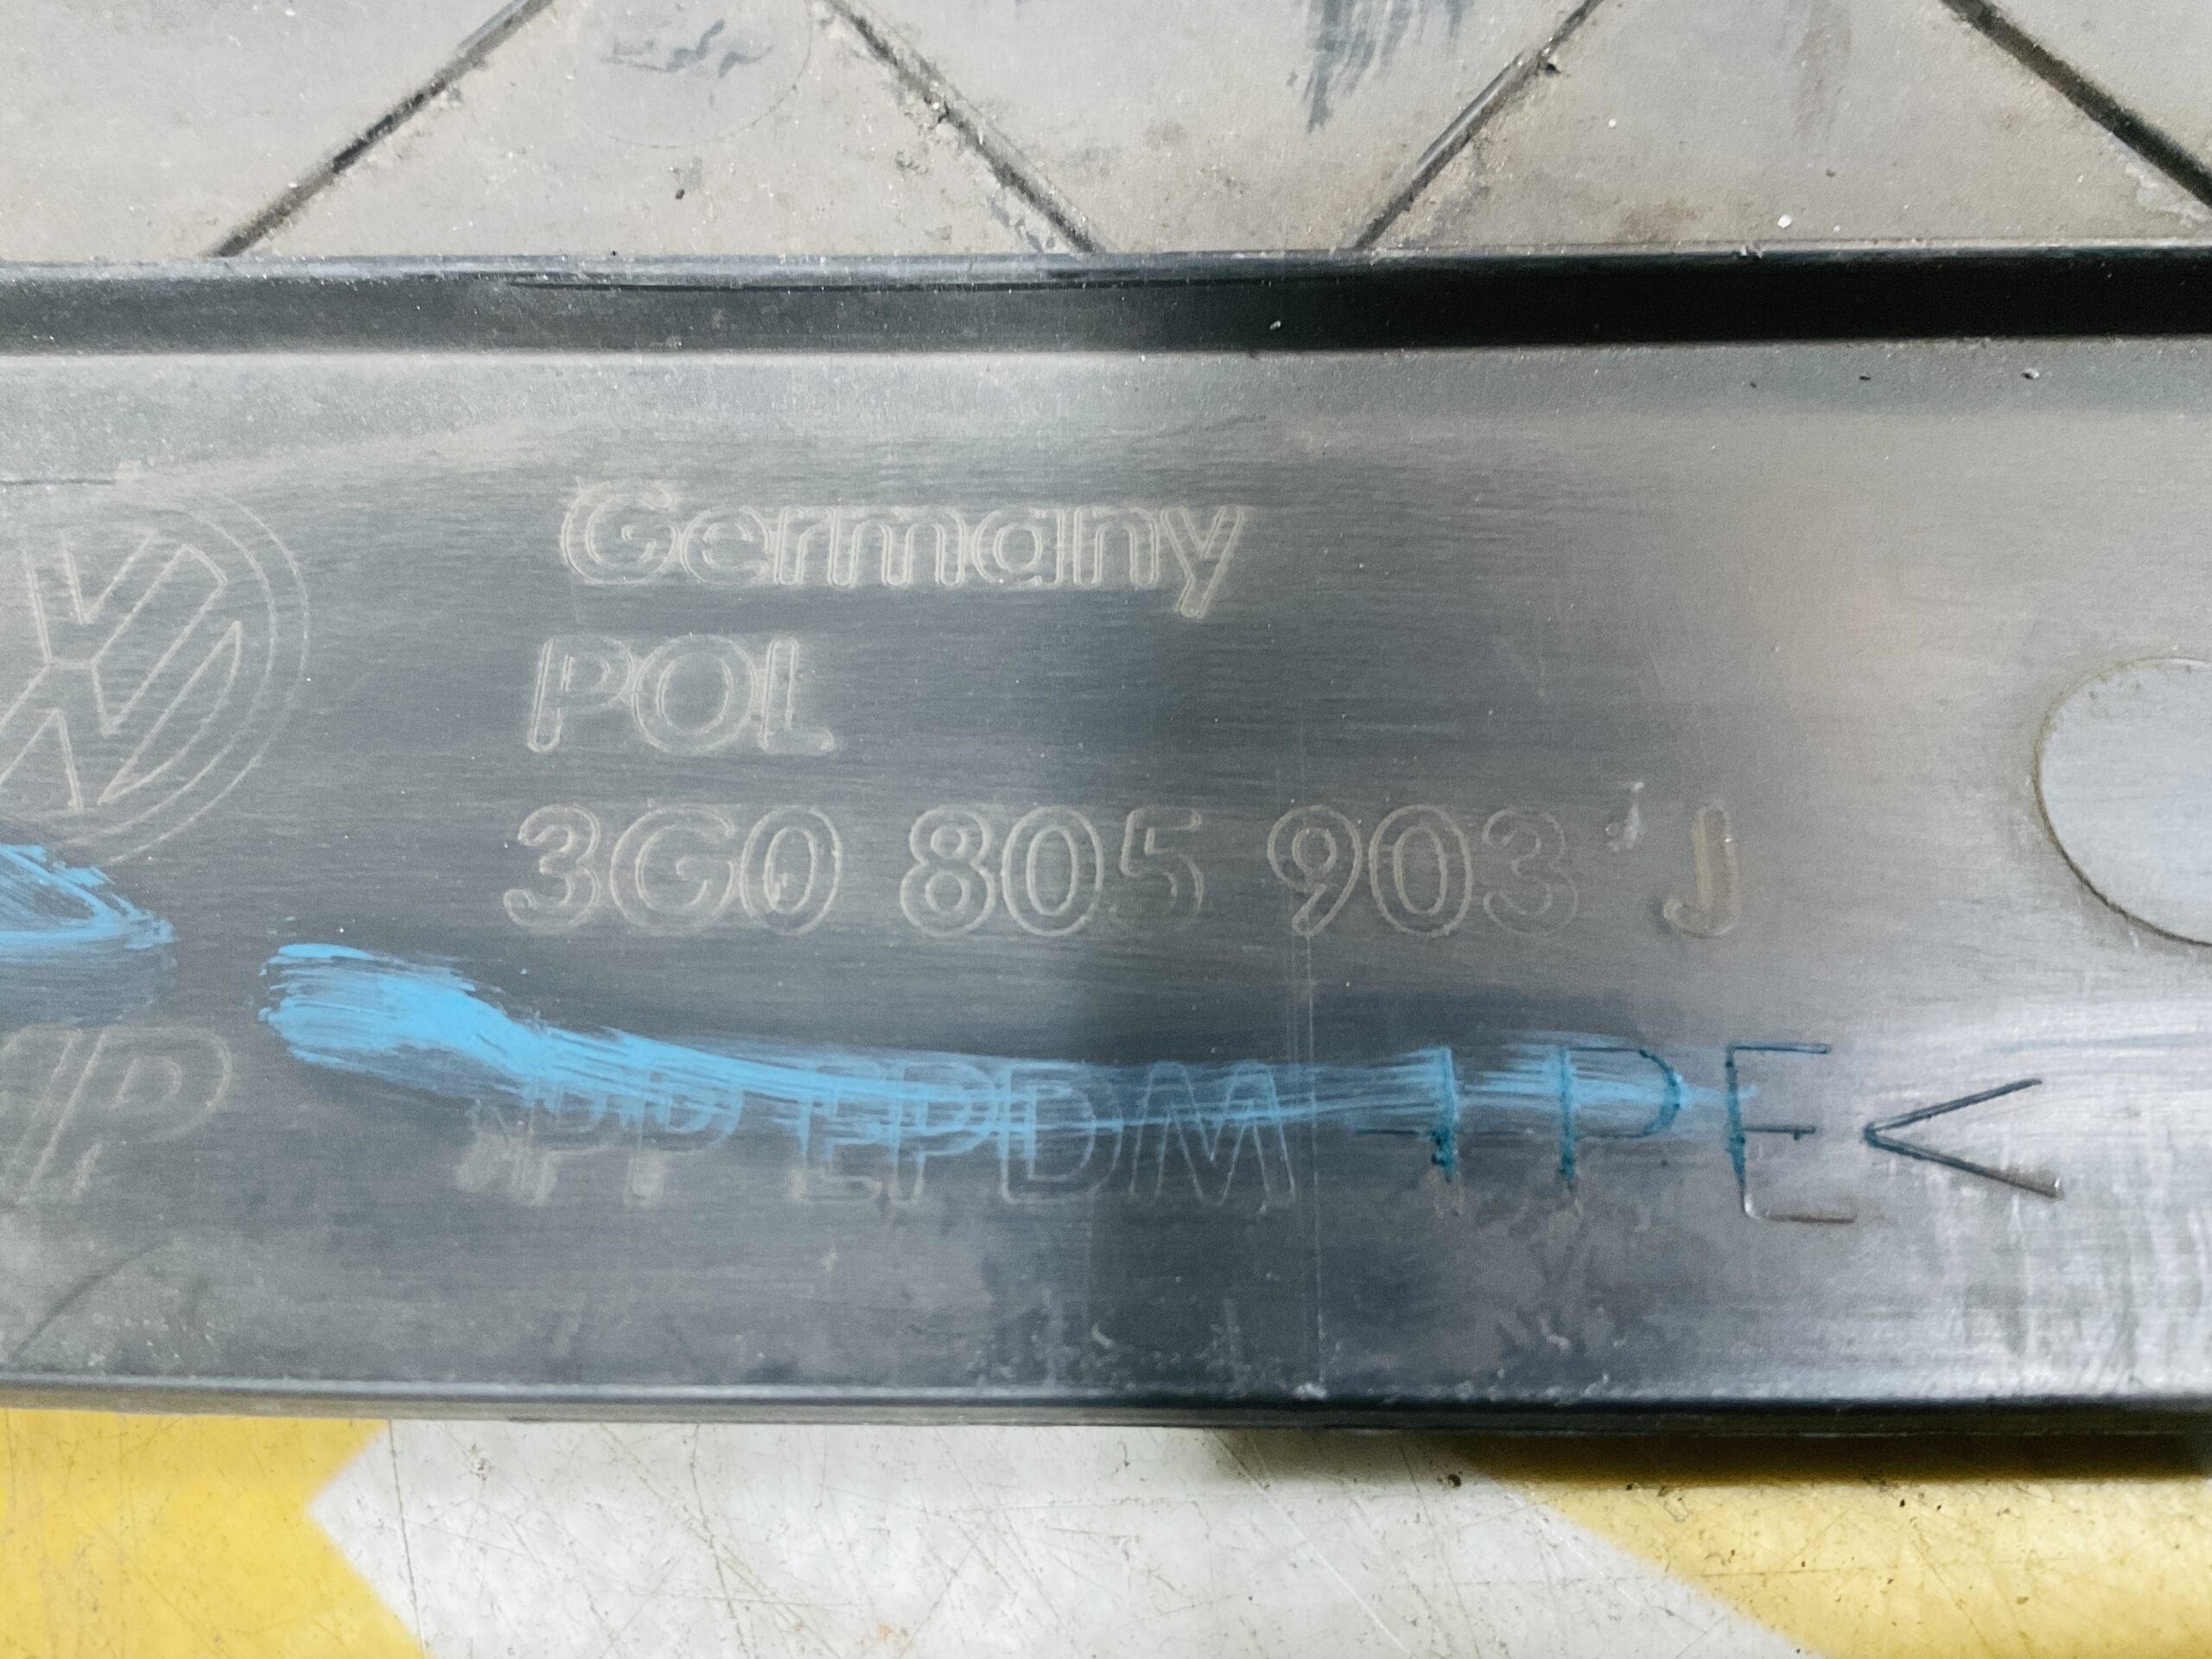 Germany
POL
3G0 805 903 J
PP EPDM -TPE<